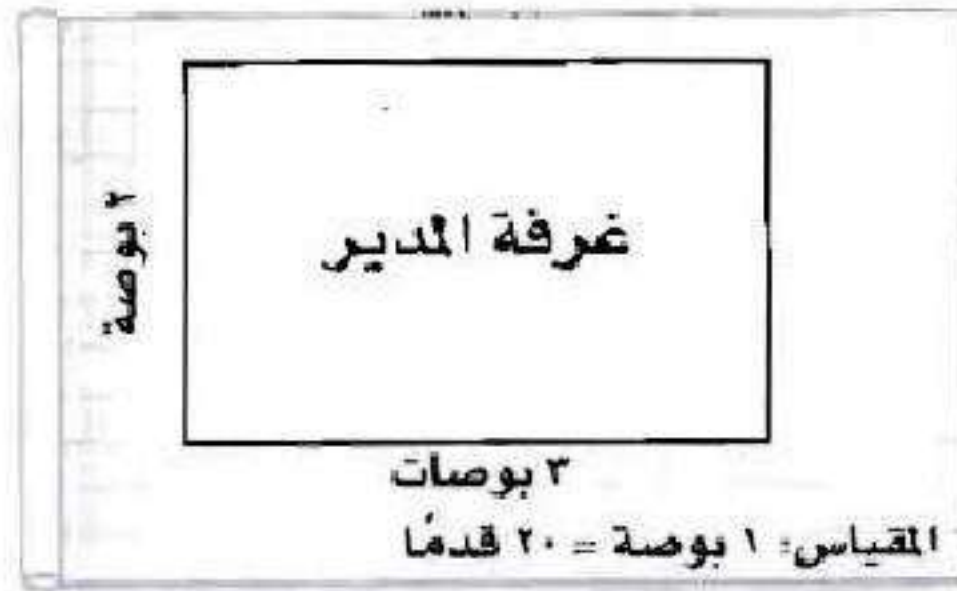 غرفة المدير
٢ بوصة
٣ بوصات
المقياس: ١ بوصة = ٢٠ قدمًا